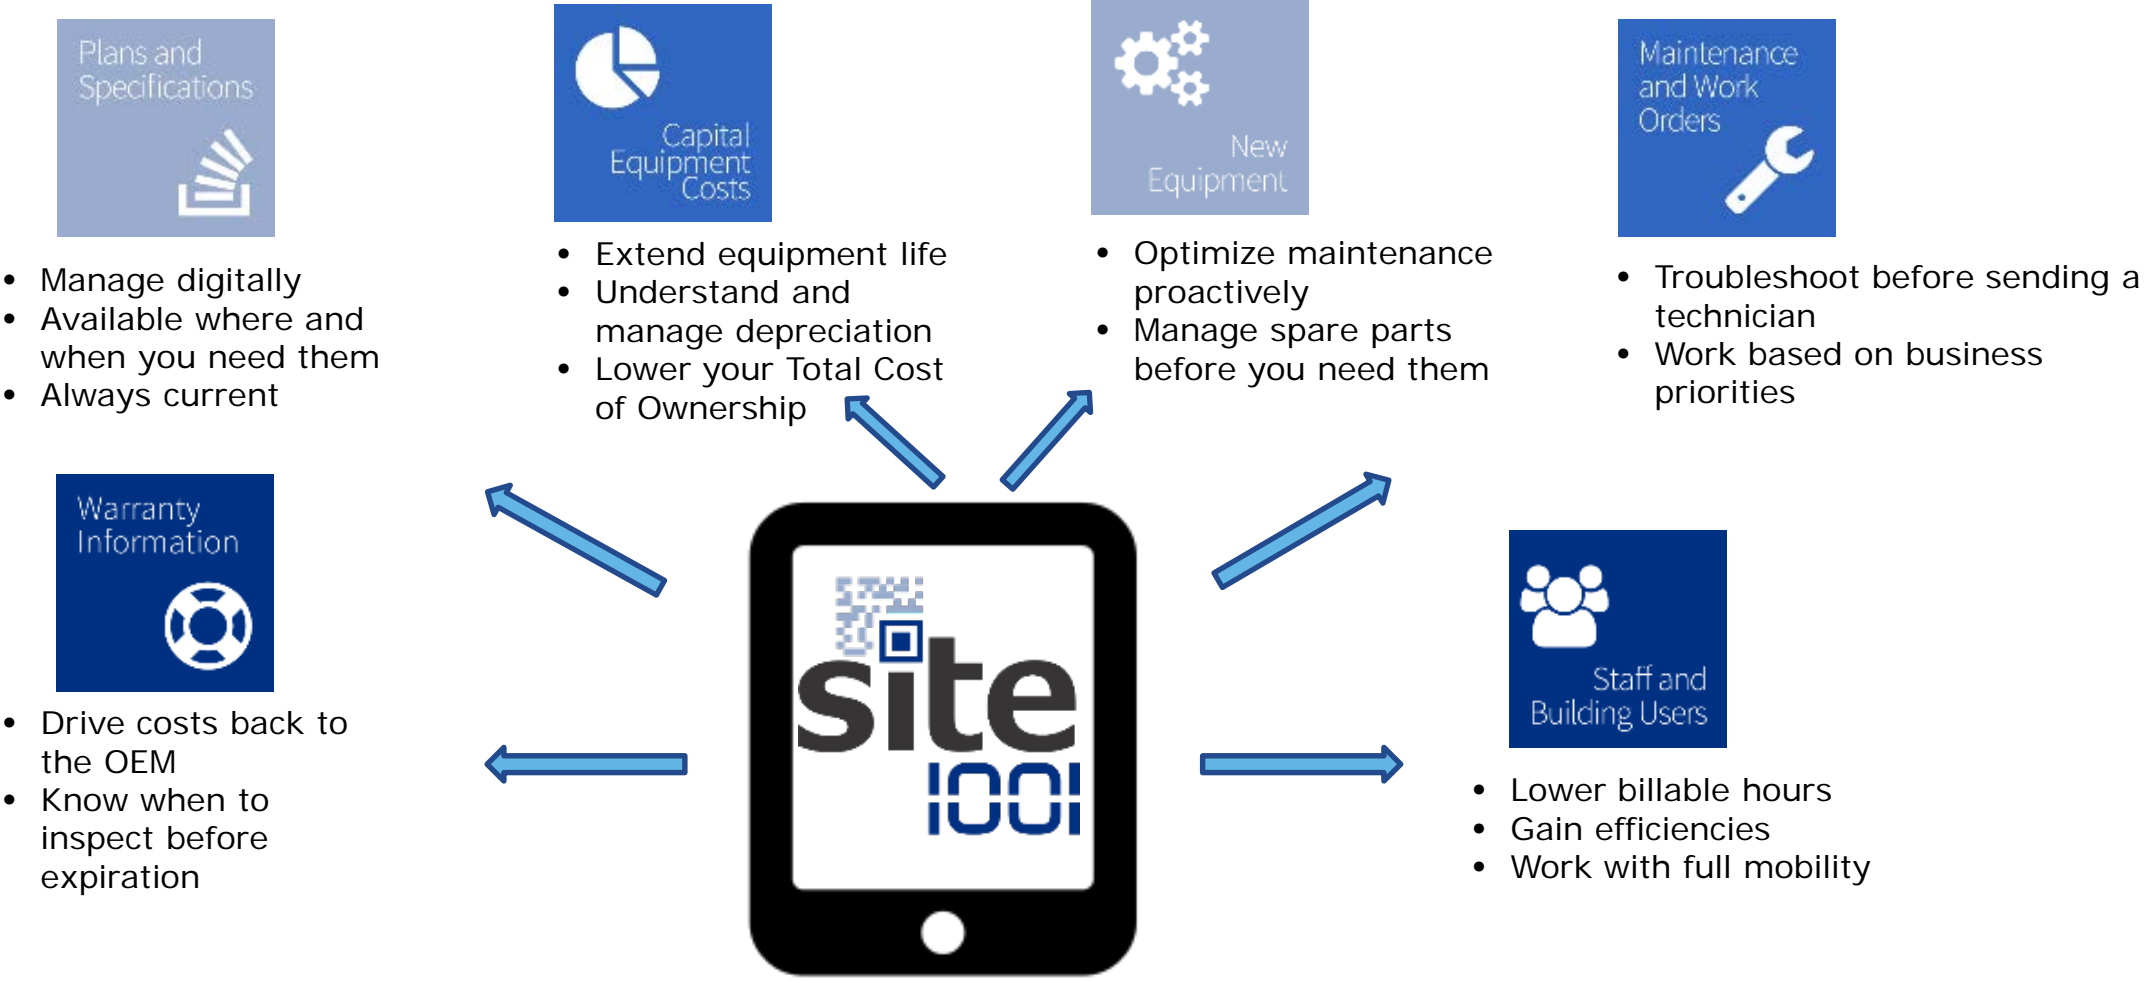 Plans and
Specifications
• Manage digitally
• Available where and
when you need them
• Always current
Capital
Equipment
Costs
• Extend equipment life
• Understand and
manage depreciation
• Lower your Total Cost
of Ownership
New
Equipment
• Optimize maintenance
proactively
• Manage spare parts
before you need them
Maintenance
and Work
Orders
• Troubleshoot before sending a
technician
• Work based on business
priorities
Warranty
Information
• Drive costs back to
the OEM
• Know when to
inspect before
expiration
site
1001
Staff and
Building Users
• Lower billable hours
• Gain efficiencies
• Work with full mobility